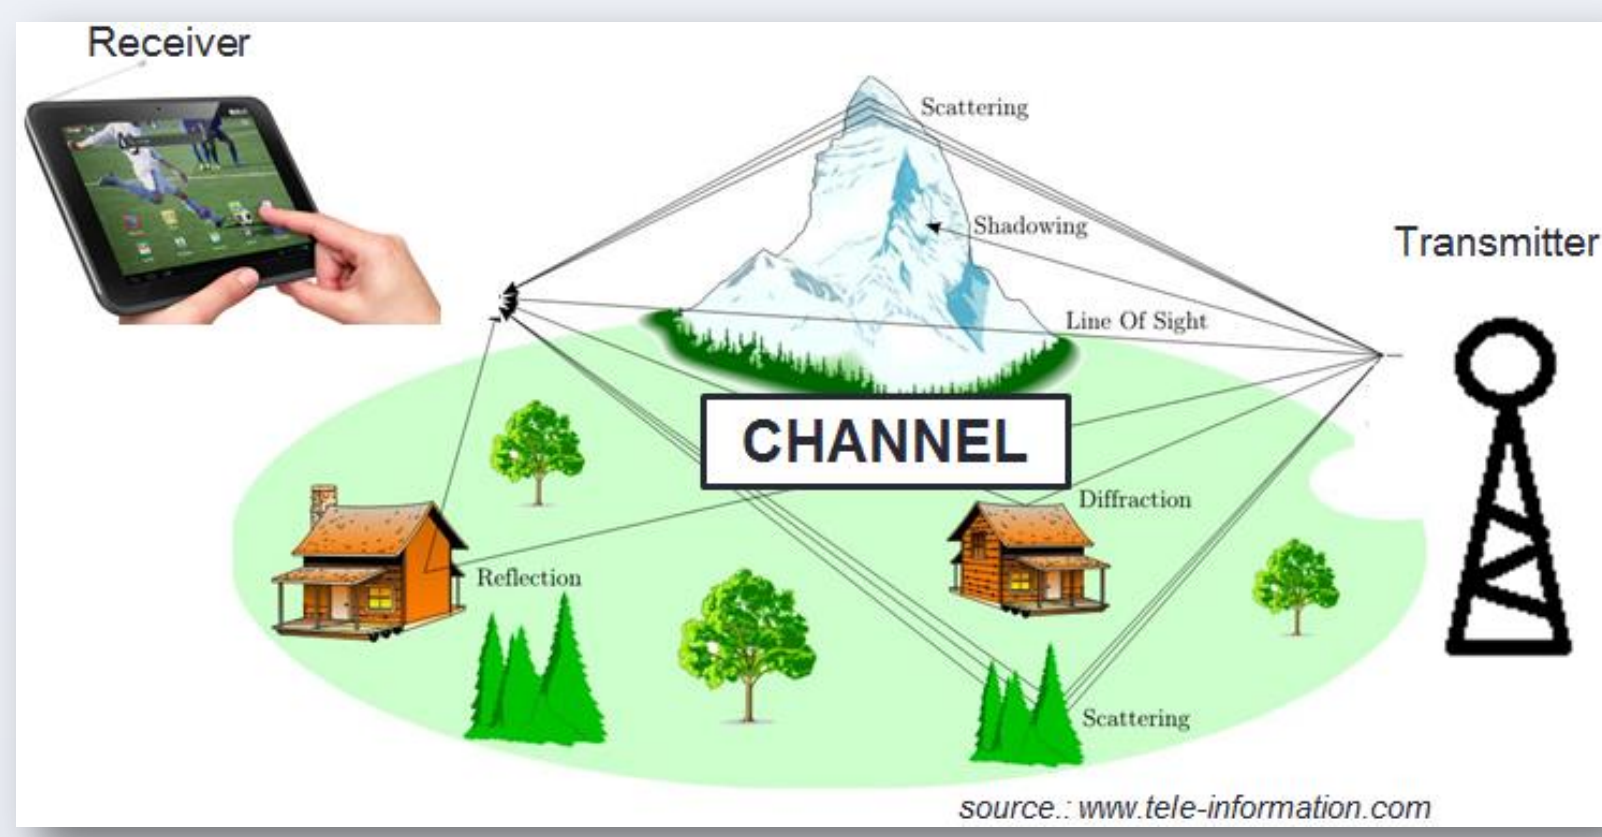 Receiver
Scattering
Shadowing
Transmitter
Line Of Sight
CHANNEL
Diffraction
Reflection
Scattering
source.: www.tele-information.com